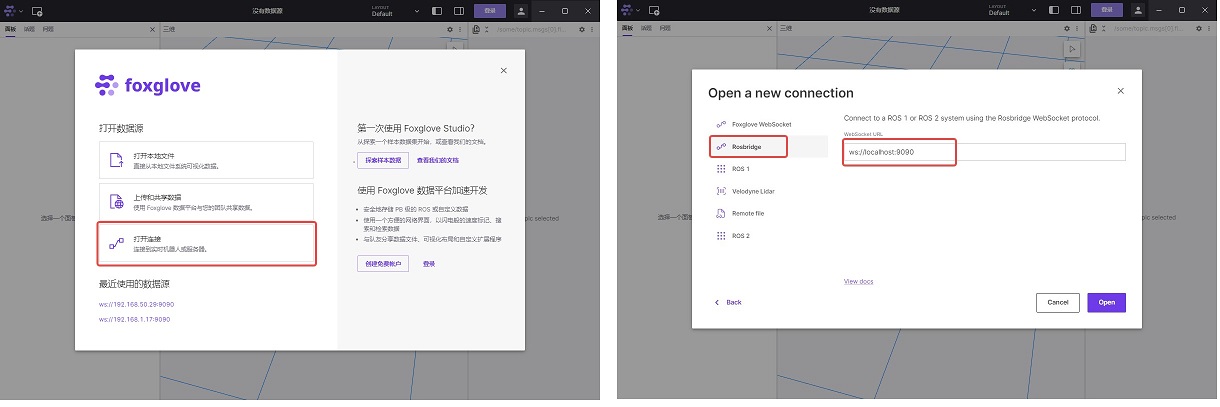 没有数据源
LAYOUT
Default
登录
面板
话题
问题
三维
/some/topic.msgs[0].fi...
foxglove
打开数据源
打开本地文件
直接从本地文件系统可视化数据。
上传和共享数据
使用 Foxglove 数据平台与您的团队共享数据。
打开连接
连接到实时机器人或服务器。
最近使用的数据源
ws://192.168.50.29:9090
ws://192.168.1.17:9090
第一次使用 Foxglove Studio?
从探索一个样本数据集开始，或查看我们的文档。
探索样本数据
查看我们的文档
使用 Foxglove 数据平台加速开发
安全地存储 PB 级的 ROS 或自定义数据
使用一个方便的网络界面，以闪电般的速度标记、搜
索和检索数据
与队友分享数据文件、可视化布局和自定义扩展程序
创建免费帐户
登录
选择一个面板
pic selected
没有数据源
LAYOUT
Default
登录
面板
话题
问题
三维
/some/topic.msgs[0].fi...
Open a new connection
Foxglove WebSocket
Rosbridge
ROS 1
Velodyne Lidar
Remote file
ROS 2
Connect to a ROS 1 or ROS 2 system using the Rosbridge WebSocket protocol.
WebSocket URL
ws://localhost:9090
View docs
Back
Cancel
Open
选择一个面板
pic selected